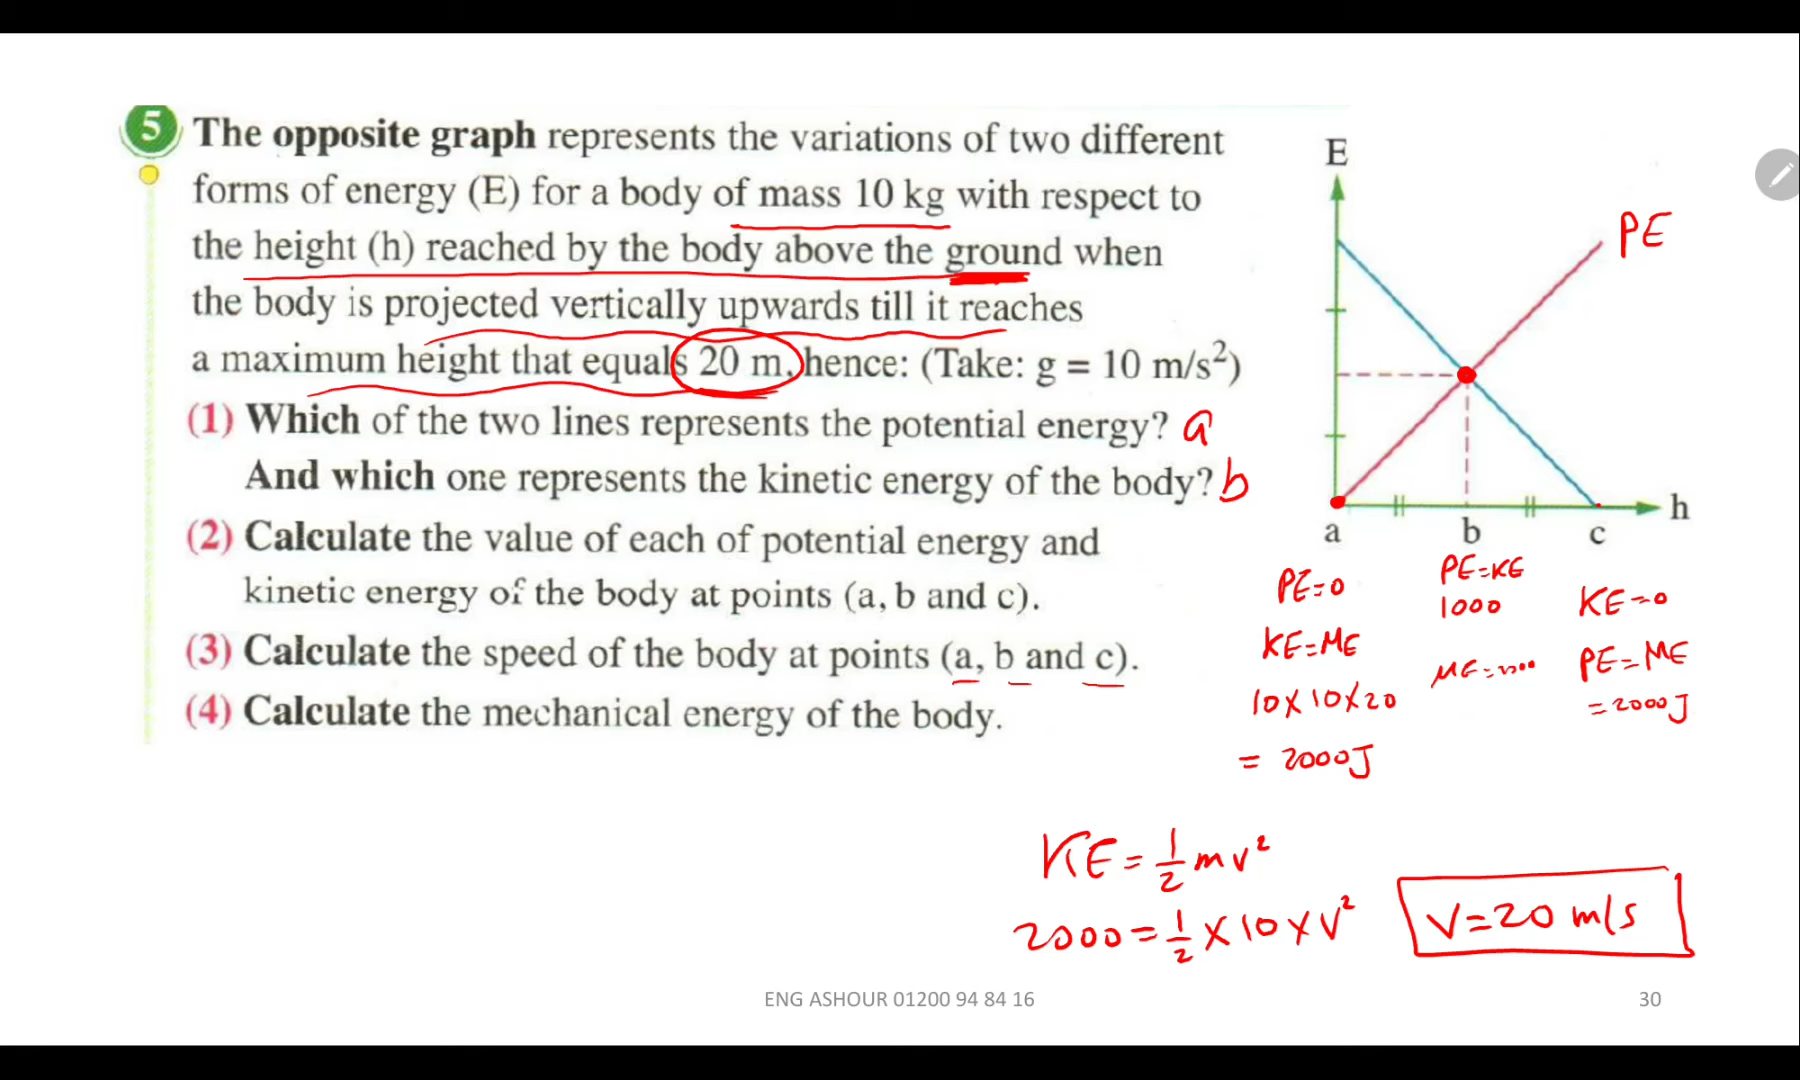 5 The opposite graph represents the variations of two different
forms of energy (E) for a body of mass 10 kg with respect to
the height (h) reached by the body above the ground when
the body is projected vertically upwards till it reaches
a maximum height that equals 20 m, hence: (Take: g = 10 m/s²)
(1) Which of the two lines represents the potential energy? a
And which one represents the kinetic energy of the body? b
(2) Calculate the value of each of potential energy and
kinetic energy of the body at points (a, b and c).
(3) Calculate the speed of the body at points (a, b and c).
(4) Calculate the mechanical energy of the body.
E
PE
h
a b c
PE=0
KE=ME
10X10X20
= 2000J
PE=KE
1000
ME=
KE=0
PE=ME
=2000J
KE=½mv²
2000=½X10XV²
V=20 m/s
ENG ASHOUR 01200 94 84 16
30